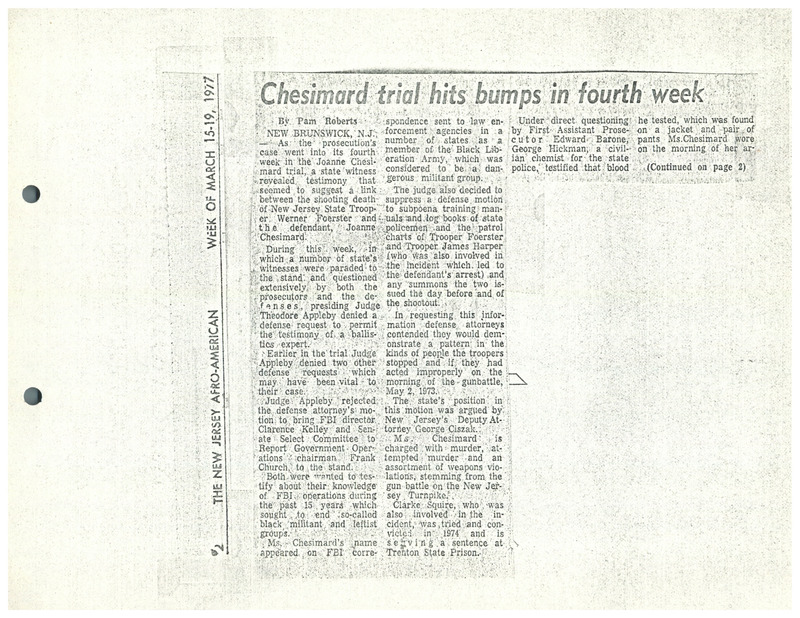 THE NEW JERSEY AFRO-AMERICAN WEEK OF MARCH 15-19, 1977
Chesimard trial hits bumps in fourth week
By Pam Roberts
NEW BRUNSWICK, N.J.
— As the prosecution's
case went into its fourth
week in the Joanne Chesi-
mard trial, a state witness
revealed testimony that
seemed to suggest a link
between the shooting death
of New Jersey State Troop-
er Werner Foerster and
the defendant, Joanne
Chesimard.
During this week, in
which a number of state's
witnesses were paraded to
the stand and questioned
extensively by both the
prosecutors and the de-
fenses, presiding Judge
Theodore Appleby denied a
defense request to permit
the testimony of a ballis-
tics expert.
Earlier in the trial Judge
Appleby denied two other
defense requests which
may have been vital to
their case.
Judge Appleby rejected
the defense attorney's mo-
tion to bring FBI director
Clarence Kelley and Sen-
ate Select Committee to
Report Government Oper-
ations chairman Frank
Church, to the stand.
Both were wanted to tes-
tify about their knowledge
of FBI operations during
the past 15 years which
sought to end so-called
black militant and leftist
groups.
Ms. Chesimard's name
appeared on FBI corre-
spondence sent to law en-
forcement agencies in a
number of states as a
member of the Black Lib-
eration Army, which was
considered to be a dan-
gerous militant group.
The judge also decided to
suppress a defense motion
to subpoena training man-
uals and log books of state
policemen and the patrol
charts of Trooper Foerster
and Trooper James Harper
(who was also involved in
the incident which led to
the defendant's arrest) and
any summons the two is-
sued the day before and of
the shootout.
In requesting this infor-
mation defense attorneys
contended they would dem-
onstrate a pattern in the
kinds of people the troopers
stopped and if they had
acted improperly on the
morning of the gunbattle,
May 2, 1973.
The state's position in
this motion was argued by
New Jersey's Deputy At-
torney George Ciszak.
Ms. Chesimard is
charged with murder, at-
tempted murder and an
assortment of weapons vio-
lations, stemming from the
gun battle on the New Jer-
sey Turnpike.
Clarke Squire, who was
also involved in the in-
cident, was tried and con-
victed in 1974 and is
segving a sentence at
Trenton State Prison.
Under direct questioning
by First Assistant Prose-
cutor Edward Barone,
George Hickman, a civil-
ian chemist for the state
police, testified that blood
he tested, which was found
on a jacket and pair of
pants Ms.Chesimard wore
on the morning of her ar-
(Continued on page 2)